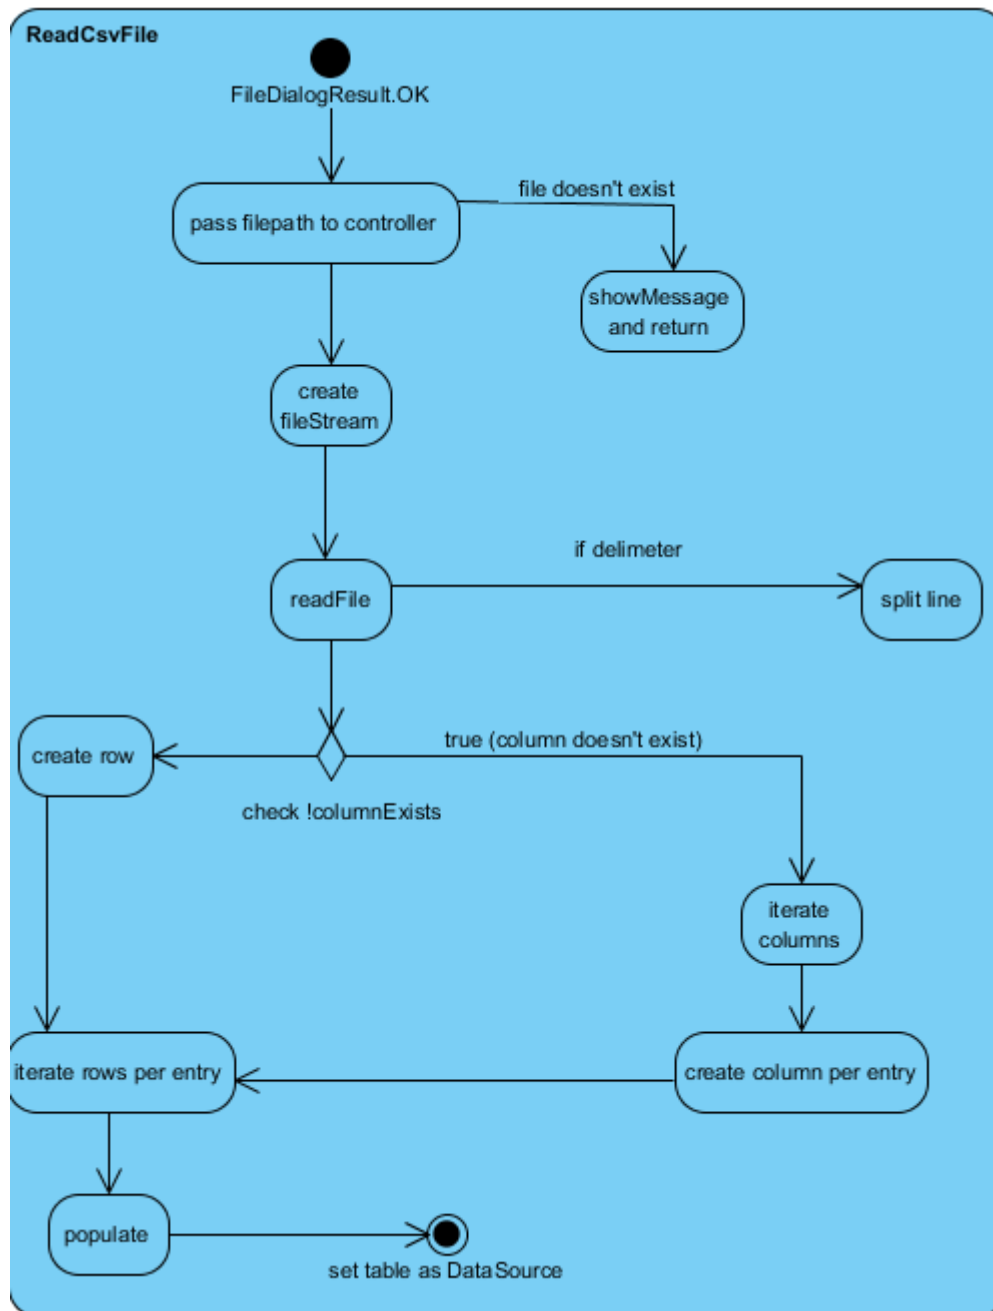 ReadCsvFile
FileDialogResult.OK
pass filepath to controller
file doesn't exist
showMessage
and return
create
fileStream
if delimeter
readFile
split line
create row
true (column doesn't exist)
check !columnExists
iterate
columns
iterate rows per entry
create column per entry
populate
set table as DataSource